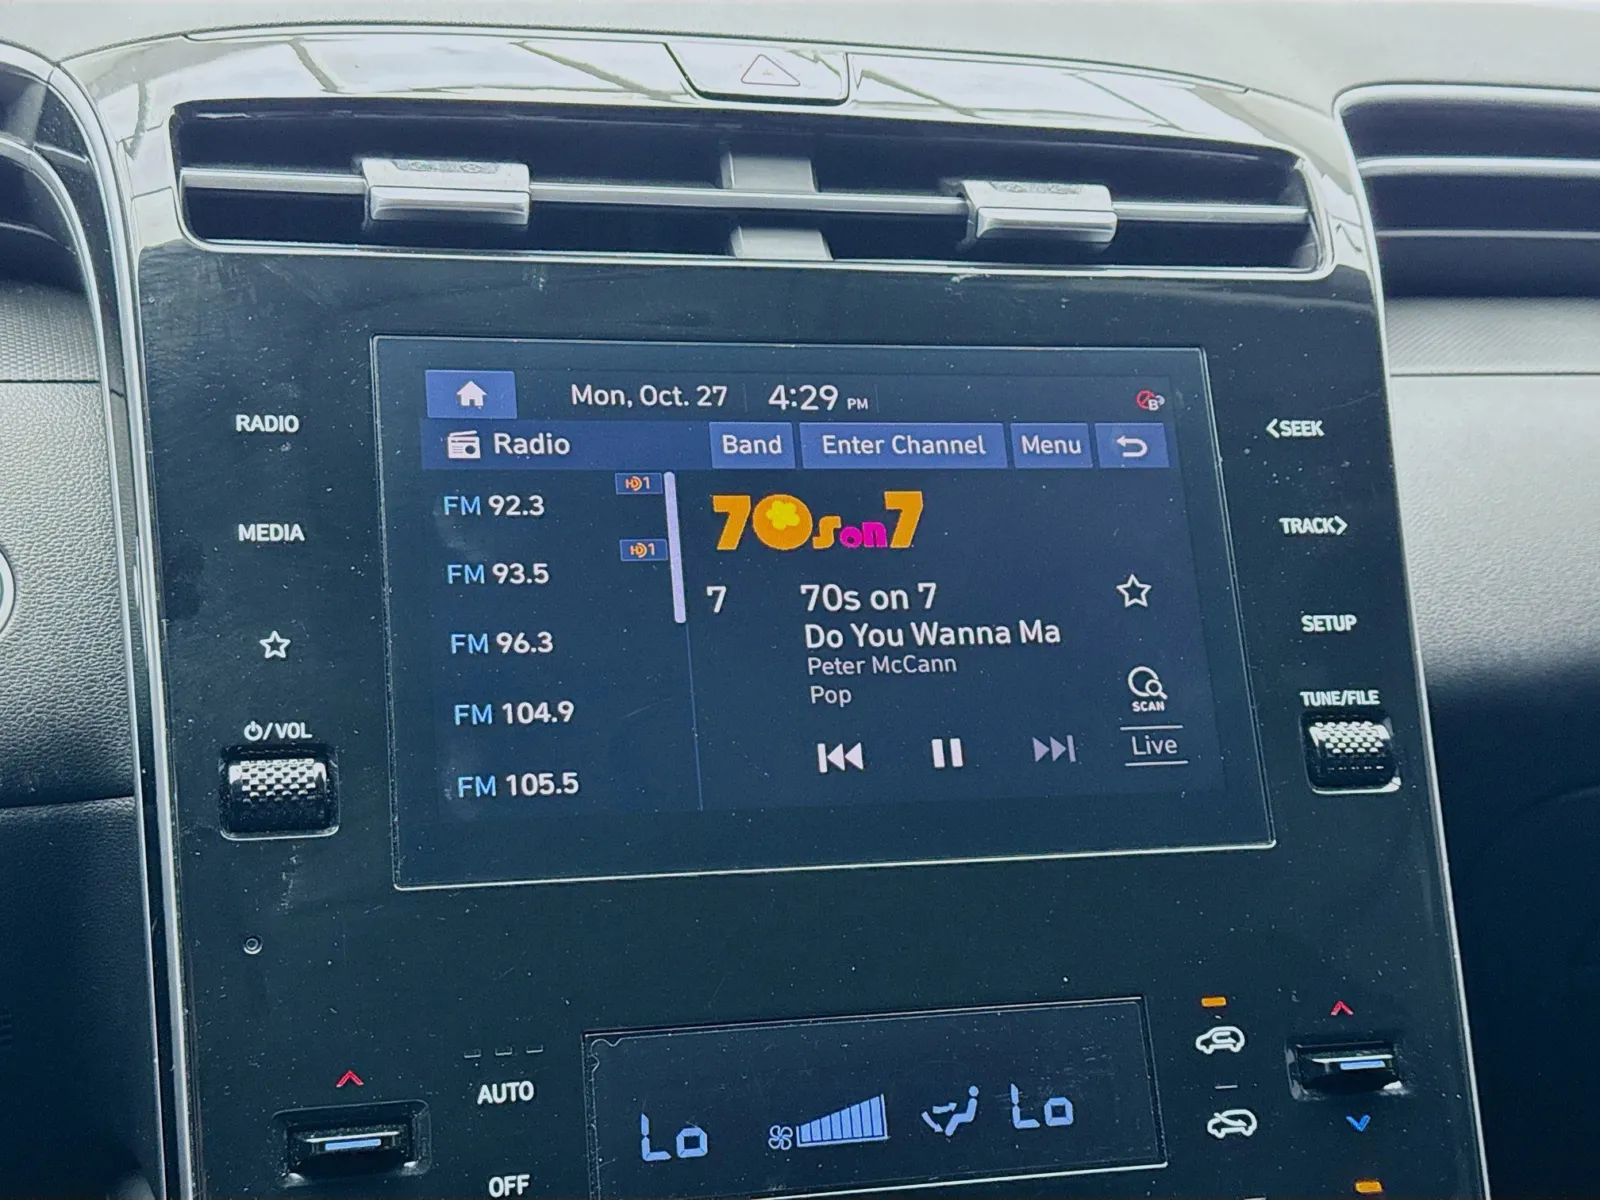 Mon, Oct. 27 4:29 PM
Radio Band Enter Channel Menu
FM 92.3 HD1
FM 93.5 HD1
FM 96.3
FM 104.9
FM 105.5
70s on 7
7 70s on 7
Do You Wanna Ma
Peter McCann
Pop
SCAN
Live
RADIO
MEDIA
VOL
<SEEK
TRACK>
SETUP
TUNE/FILE
AUTO
OFF
Lo Lo